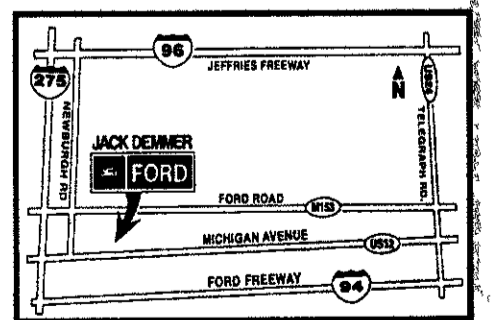 96
JEFFRIES FREEWAY
275
NEWBURGH RD
N
TELEGRAPH RD.
JACK DEMMER
FORD
FORD ROAD
M153
MICHIGAN AVENUE
US12
FORD FREEWAY
94